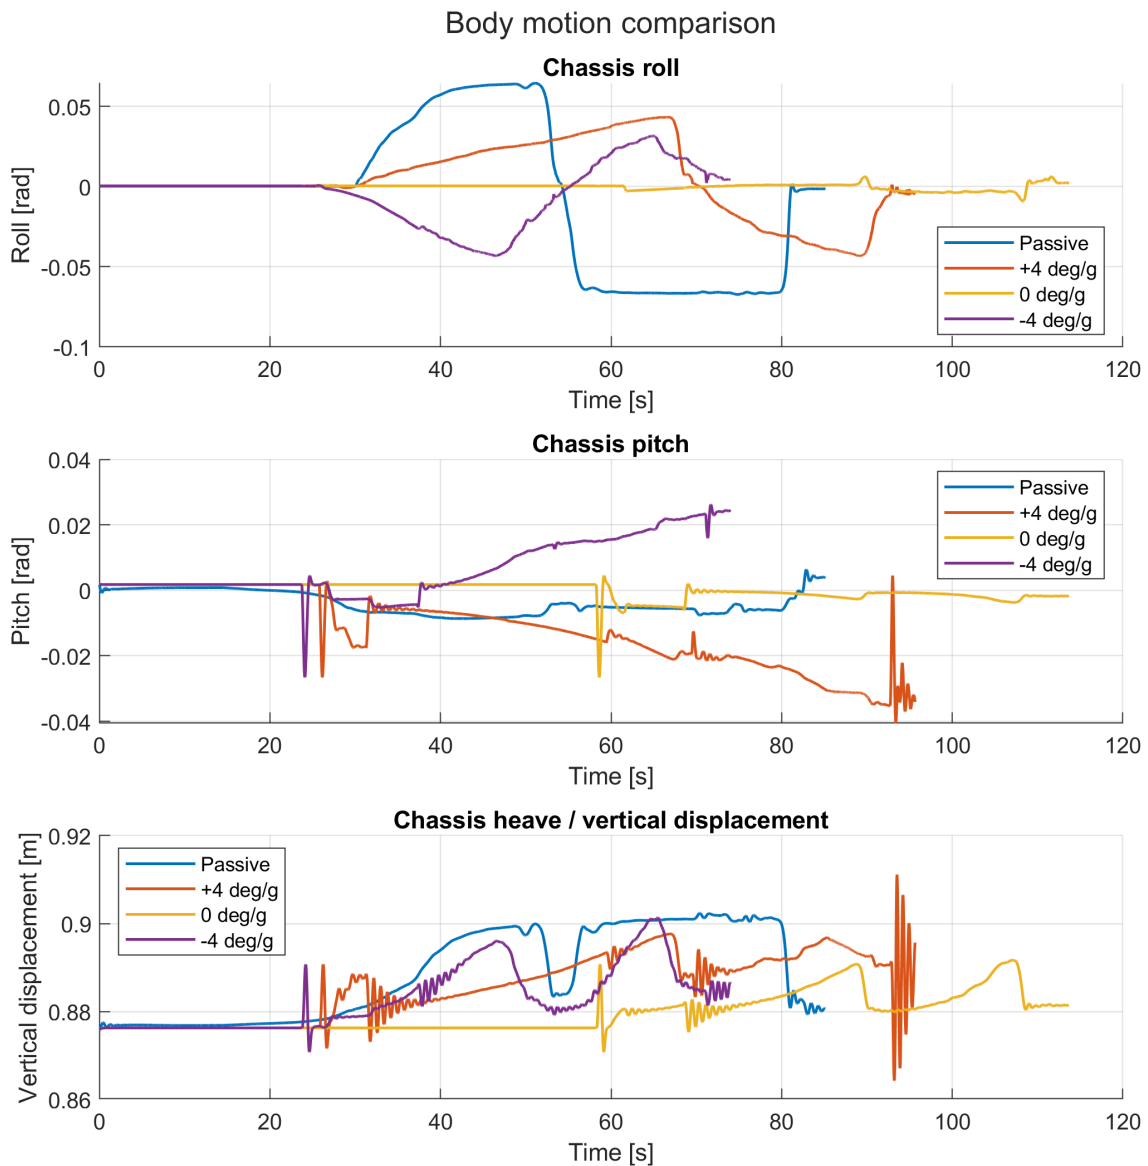 Body motion comparison
Chassis roll
Roll [rad]
0.05
0
-0.05
-0.1
Passive
+4 deg/g
0 deg/g
-4 deg/g
0 20 40 60 80 100 120
Time [s]
Chassis pitch
Pitch [rad]
0.04
0.02
0
-0.02
-0.04
Passive
+4 deg/g
0 deg/g
-4 deg/g
0 20 40 60 80 100 120
Time [s]
Chassis heave / vertical displacement
Vertical displacement [m]
0.92
0.9
0.88
0.86
Passive
+4 deg/g
0 deg/g
-4 deg/g
0 20 40 60 80 100 120
Time [s]